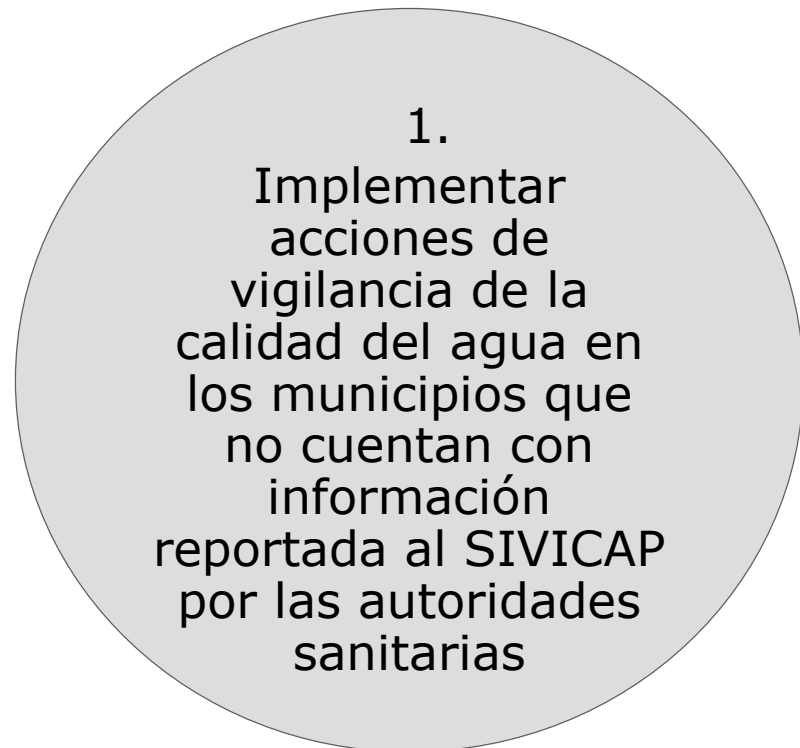 1.
Implementar
acciones de
vigilancia de la
calidad del agua en
los municipios que
no cuentan con
información
reportada al SIVICAP
por las autoridades
sanitarias